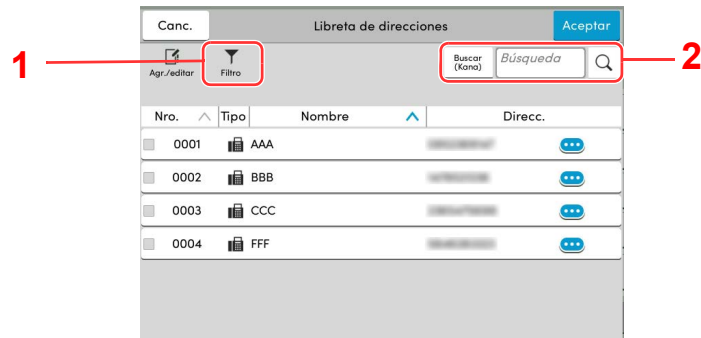 Canc. Libreta de direcciones Aceptar
1 Agr./editar Filtro Buscar (Kana) Búsqueda 2
Nro. Tipo Nombre Direcc.
0001 AAA
0002 BBB
0003 CCC
0004 FFF